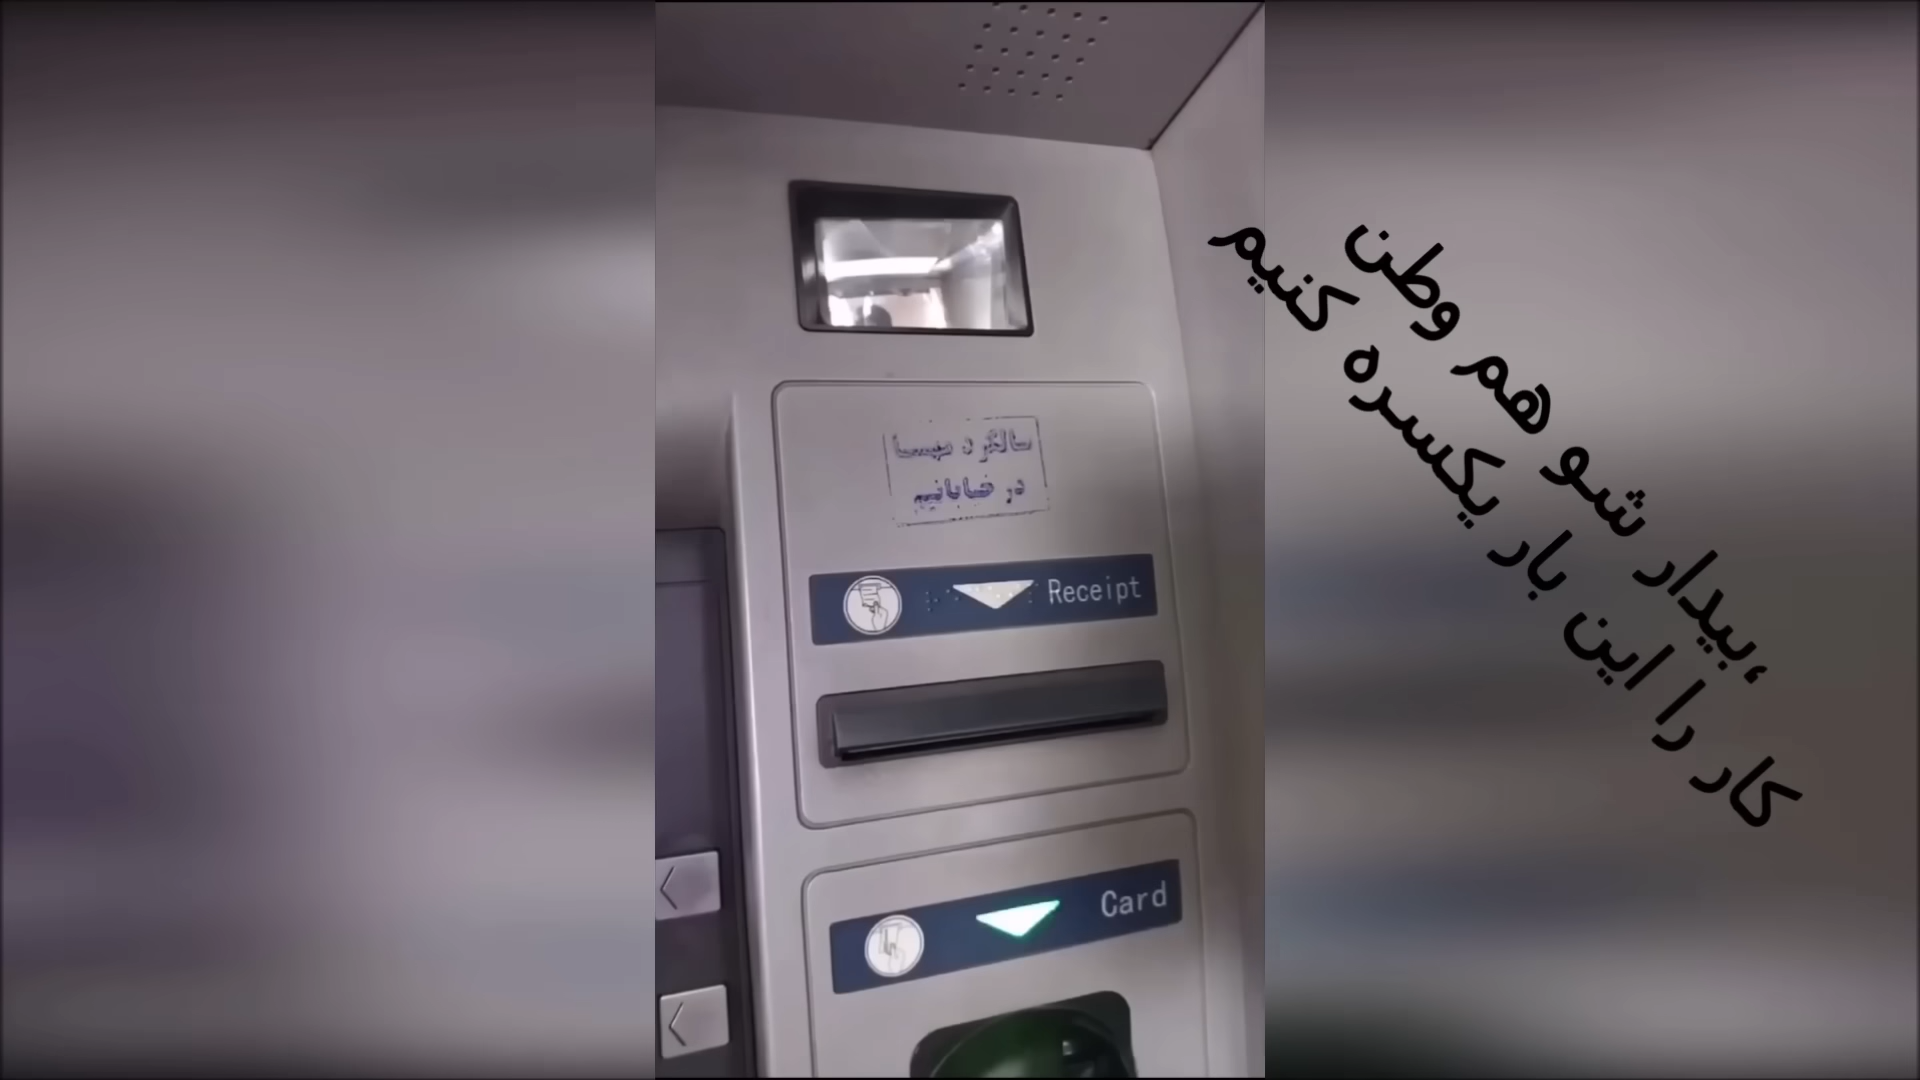 سالگرد مهسا
در خیابانیم
Receipt
Card
بیدار شو هم وطن،
کار را این بار یکسره کنیم